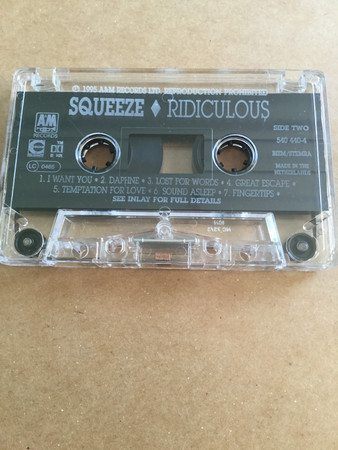 ℗ 1995 A&M RECORDS LTD. REPRODUCTION PROHIBITED
SQUEEZE ♦ RIDICULOUS
A&M
RECORDS
SIDE TWO
540 440-4
BIEM/STEMRA
MADE IN THE
NETHERLANDS
LC 0485
1. I WANT YOU • 2. DAPHNE • 3. LOST FOR WORDS • 4. GREAT ESCAPE •
5. TEMPTATION FOR LOVE • 6. SOUND ASLEEP • 7. FINGERTIPS •
SEE INLAY FOR FULL DETAILS